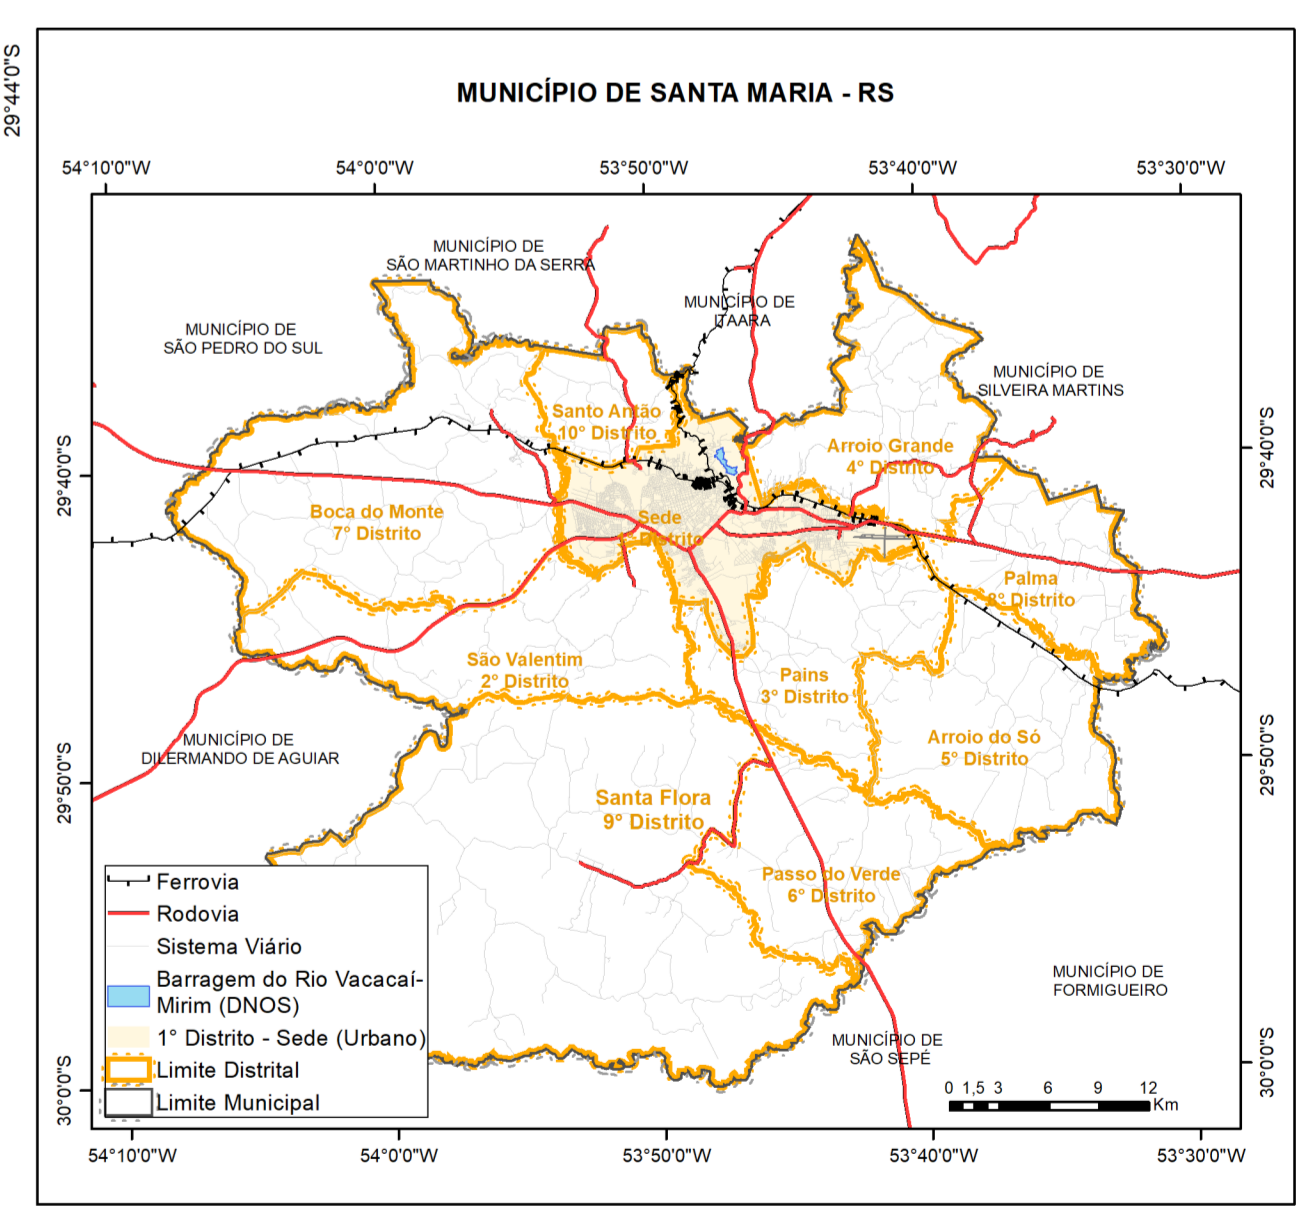 29°44'0"S
MUNICÍPIO DE SANTA MARIA - RS
54°10'0"W
54°0'0"W
53°50'0"W
53°40'0"W
53°30'0"W
MUNICÍPIO DE
SÃO MARTINHO DA SERRA
MUNICÍPIO DE
ITAARA
MUNICÍPIO DE
SÃO PEDRO DO SUL
MUNICÍPIO DE
SILVEIRA MARTINS
Santo Antão
10° Distrito
Arroio Grande
4° Distrito
29°40'0"S
29°40'0"S
Boca do Monte
7° Distrito
Sede
Distrito
Palma
8° Distrito
São Valentim
2° Distrito
Pains
3° Distrito
MUNICÍPIO DE
DILERMANDO DE AGUIAR
Arroio do Só
5° Distrito
29°50'0"S
29°50'0"S
Santa Flora
9° Distrito
Passo do Verde
6° Distrito
Ferrovia
Rodovia
Sistema Viário
Barragem do Rio Vacacaí-
Mirim (DNOS)
1° Distrito - Sede (Urbano)
Limite Distrital
Limite Municipal
MUNICÍPIO DE
FORMIGUEIRO
MUNICÍPIO DE
SÃO SEPÉ
30°0'0"S
30°0'0"S
0 1,5 3 6 9 12
Km
54°10'0"W
54°0'0"W
53°50'0"W
53°40'0"W
53°30'0"W